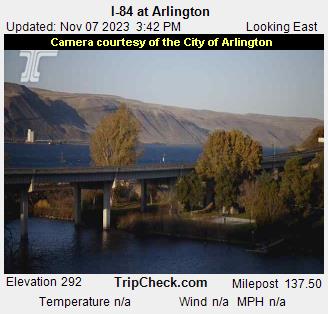 I-84 at Arlington
Updated: Nov 07 2023 3:42 PM Looking East
Camera courtesy of the City of Arlington
Elevation 292 TripCheck.com Milepost 137.50
Temperature n/a Wind n/a MPH n/a